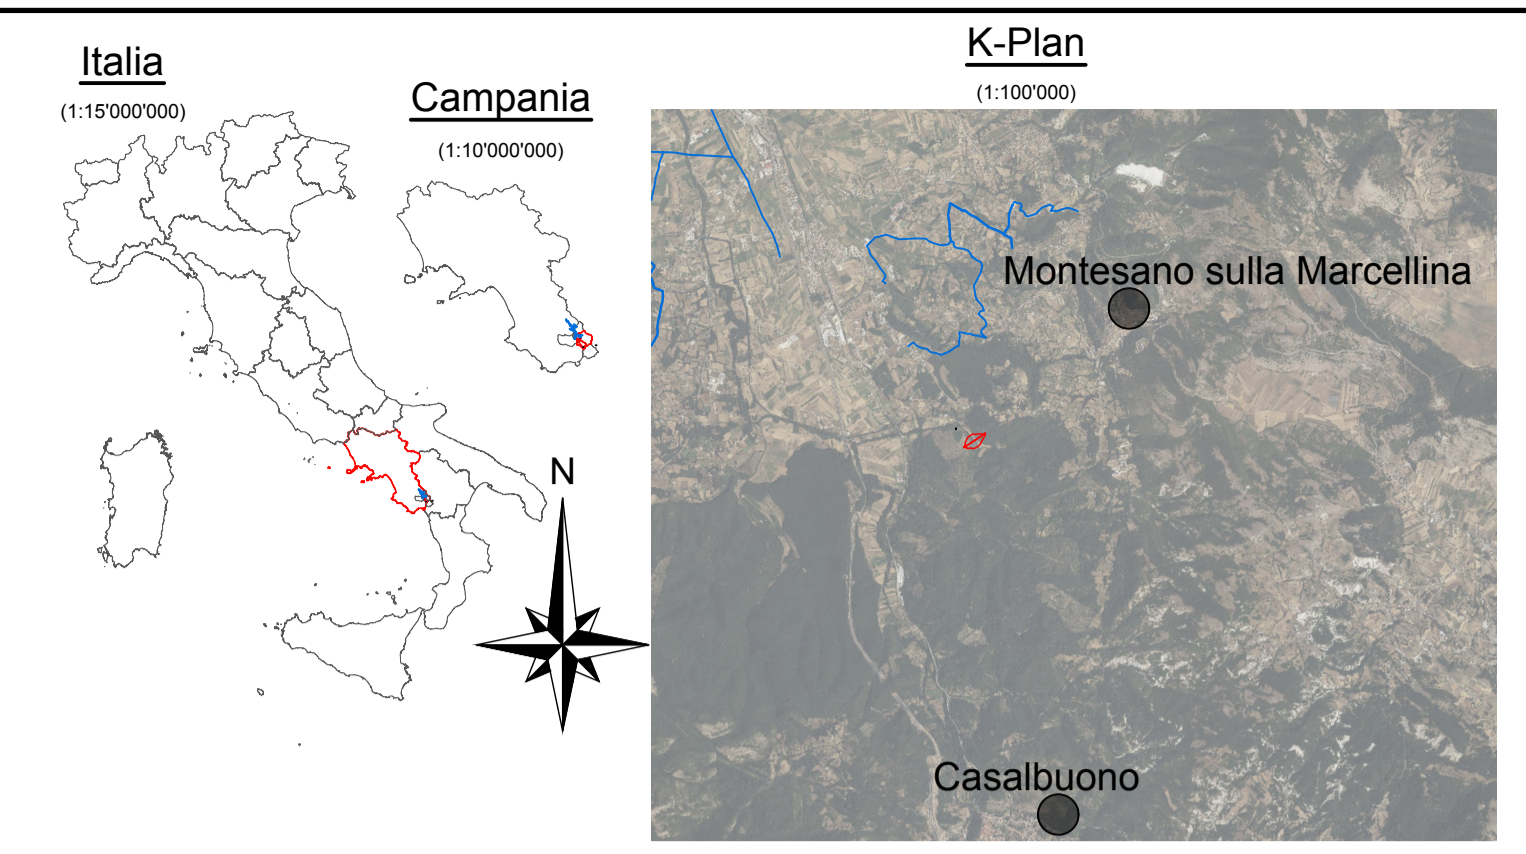 Italia
(1:15'000'000)
Campania
(1:10'000'000)
K-Plan
(1:100'000)
Montesano sulla Marcellina
N
Casalbuono